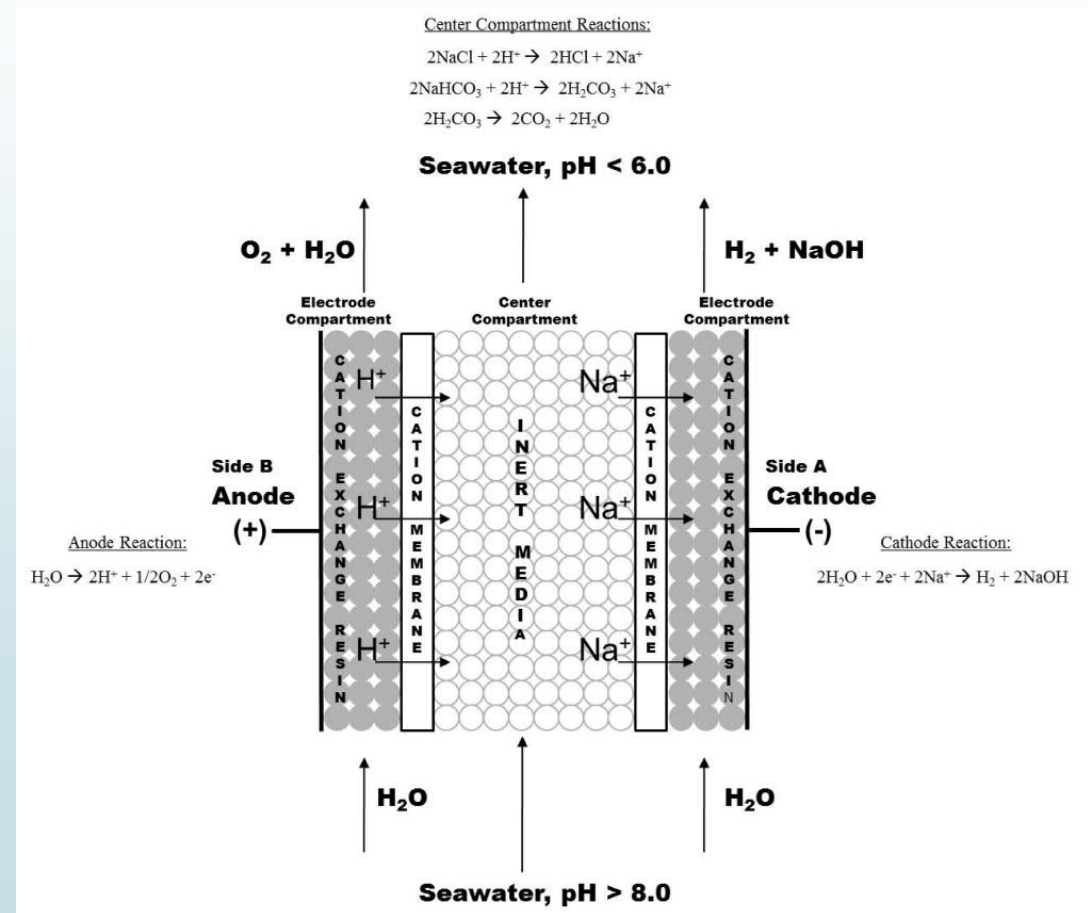 Center Compartment Reactions:
2NaCl + 2H⁺ → 2HCl + 2Na⁺
2NaHCO₃ + 2H⁺ → 2H₂CO₃ + 2Na⁺
2H₂CO₃ → 2CO₂ + 2H₂O
Seawater, pH < 6.0
O₂ + H₂O
H₂ + NaOH
Electrode
Compartment
Center
Compartment
Electrode
Compartment
CATION EXCHANGE RESIN
H⁺
H⁺
H⁺
CATION MEMBRANE
INERT MEDIA
Na⁺
Na⁺
Na⁺
CATION MEMBRANE
CATION EXCHANGE RESIN
Side B
Anode
(+)
Anode Reaction:
H₂O → 2H⁺ + 1/2O₂ + 2e⁻
Side A
Cathode
(-)
Cathode Reaction:
2H₂O + 2e⁻ + 2Na⁺ → H₂ + 2NaOH
H₂O
H₂O
Seawater, pH > 8.0